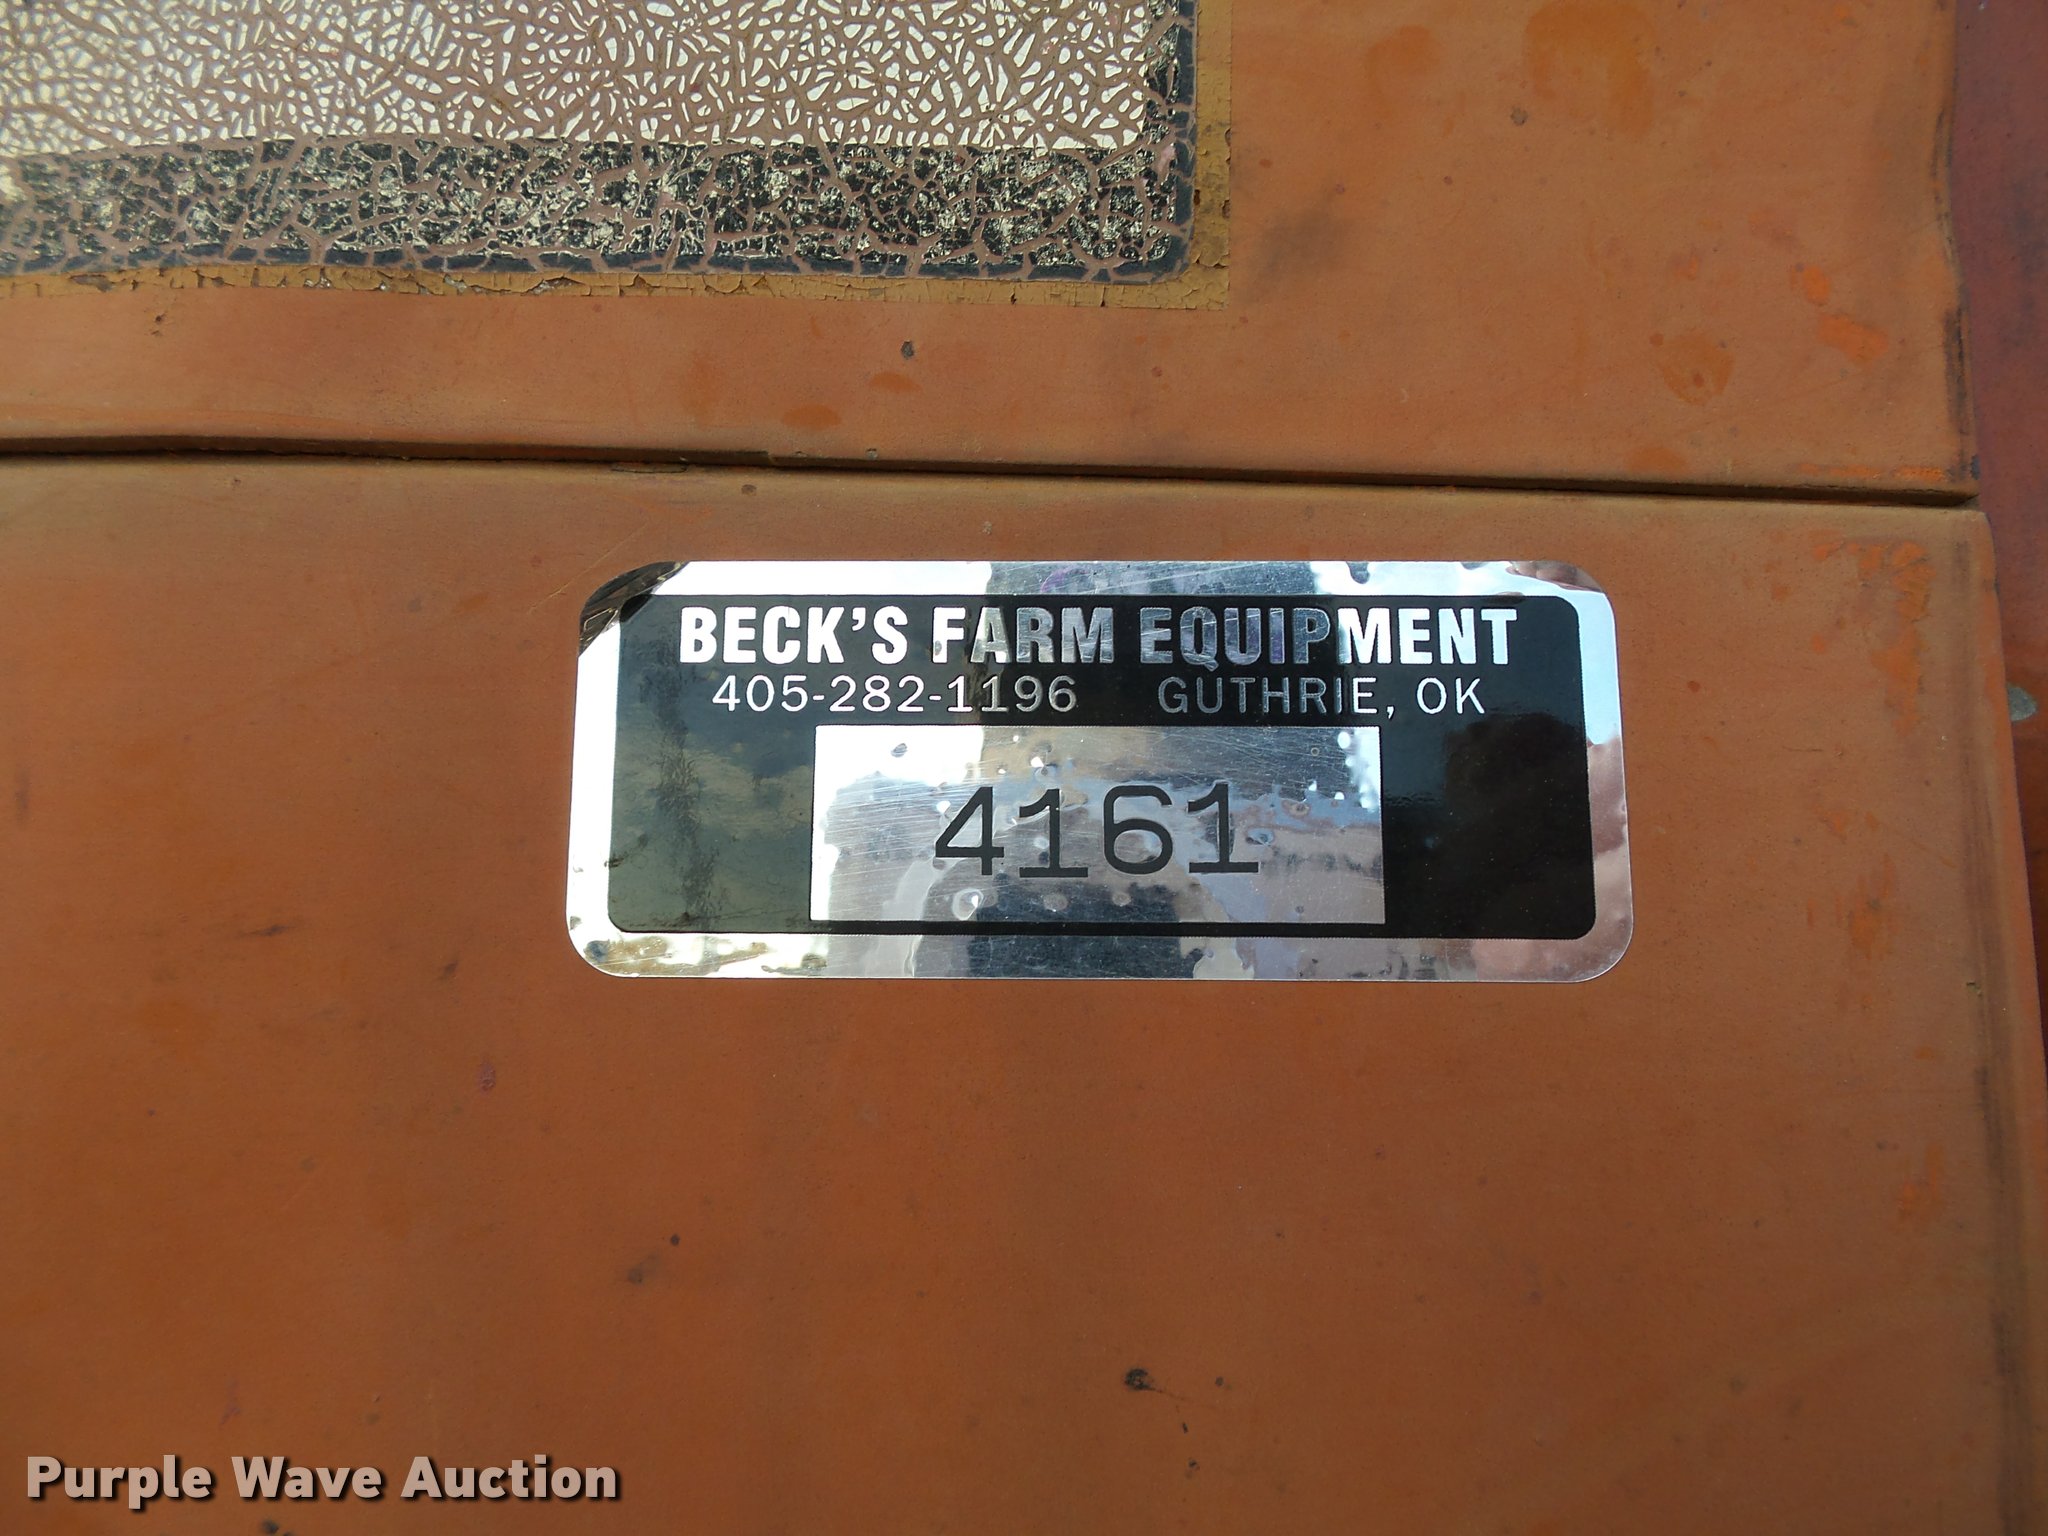 BECK'S FARM EQUIPMENT
405-282-1196 GUTHRIE, OK
4161
Purple Wave Auction